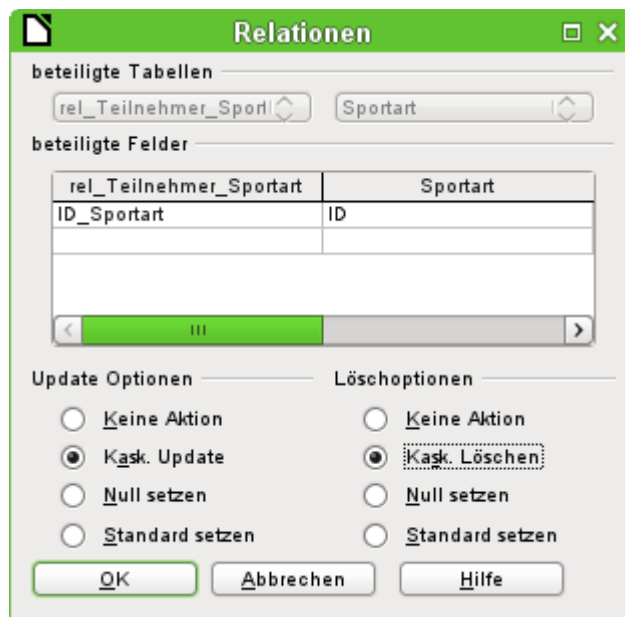 Relationen
beteiligte Tabellen
rel_Teilnehmer_Sport Sportart
beteiligte Felder
rel_Teilnehmer_Sportart Sportart
ID_Sportart ID
Update Optionen Löschoptionen
Keine Aktion Keine Aktion
Kask. Update Kask. Löschen
Null setzen Null setzen
Standard setzen Standard setzen
OK Abbrechen Hilfe